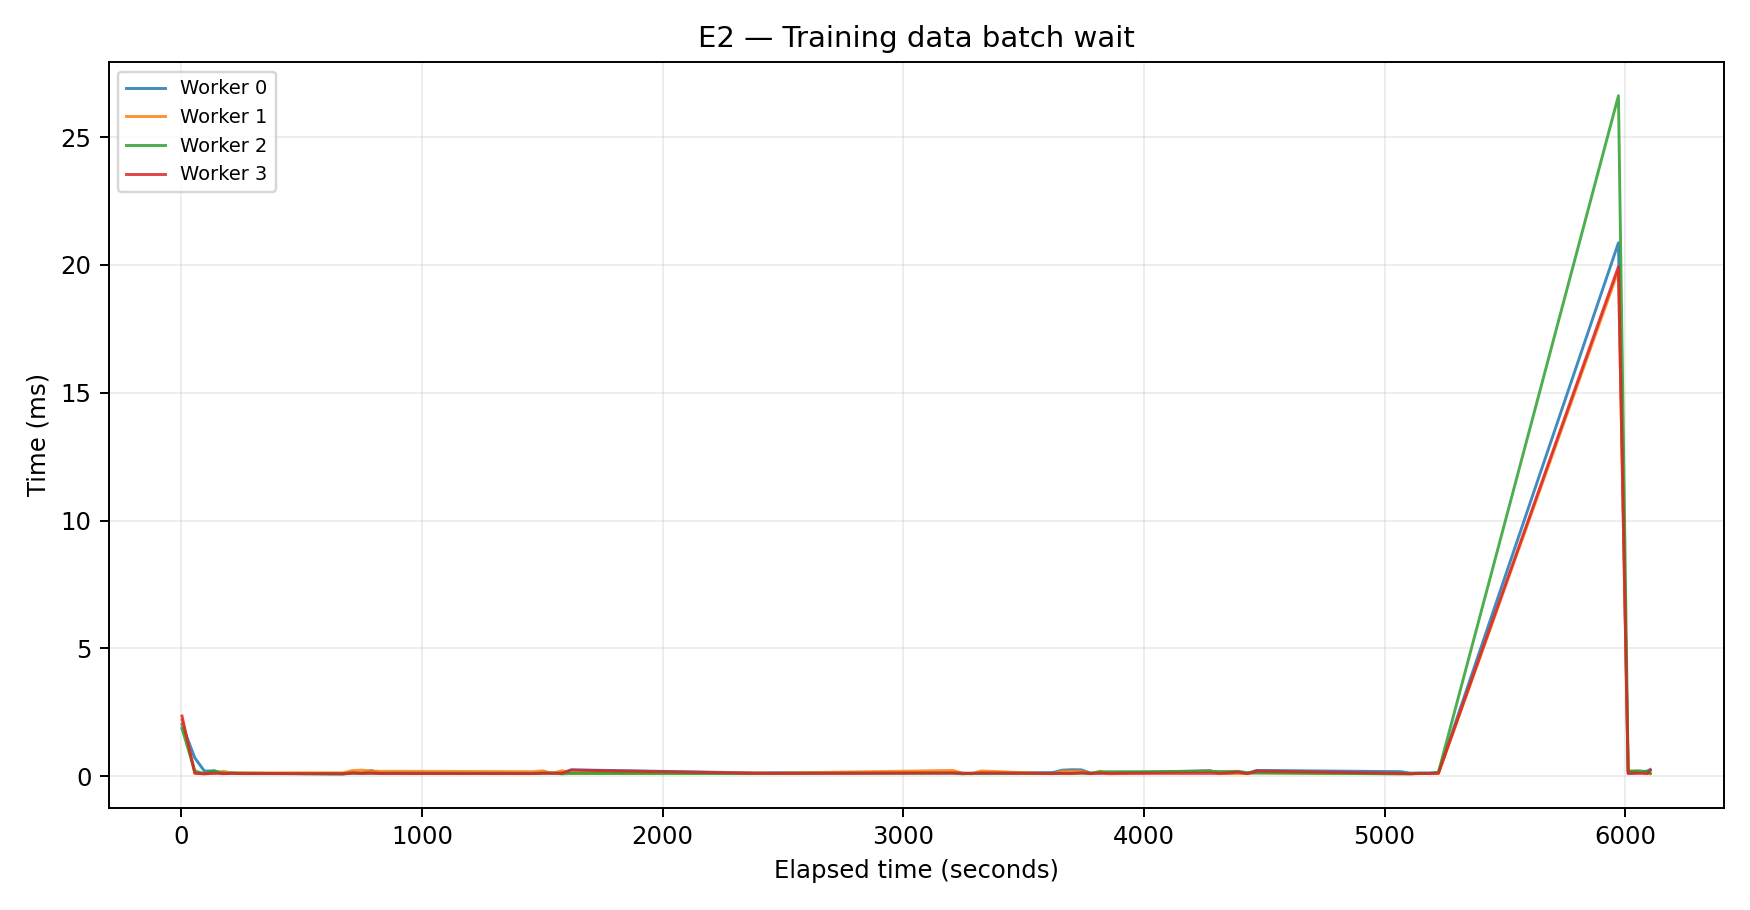 E2 — Training data batch wait
Worker 0
Worker 1
Worker 2
Worker 3
Time (ms)
25
20
15
10
5
0
0 1000 2000 3000 4000 5000 6000
Elapsed time (seconds)